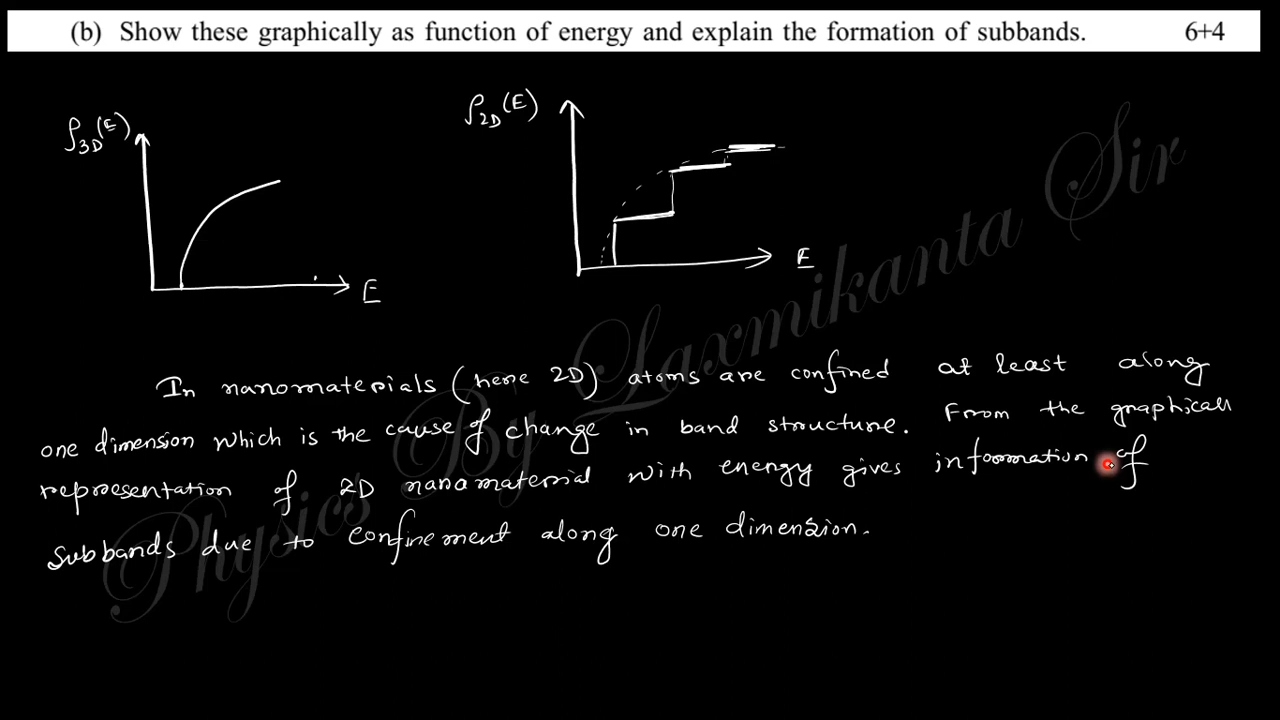 (b) Show these graphically as function of energy and explain the formation of subbands. 6+4
ρ3D(E)
E
ρ2D(E)
E
In nanomaterials (here 2D) atoms are confined at least along
one dimension which is the cause of change in band structure. From the graphicall
representation of 2D nanomaterial with energy gives information of
subbands due to confinement along one dimension.
Physics By Laxmikanta Sir